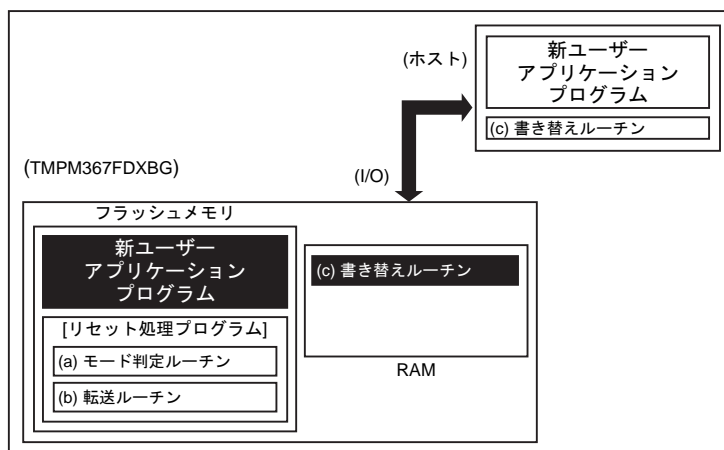 (ホスト)
新ユーザー
アプリケーション
プログラム
(c) 書き替えルーチン
(TMPM367FDXBG)
(I/O)
フラッシュメモリ
新ユーザー
アプリケーション
プログラム
[リセット処理プログラム]
(a) モード判定ルーチン
(b) 転送ルーチン
(c) 書き替えルーチン
RAM